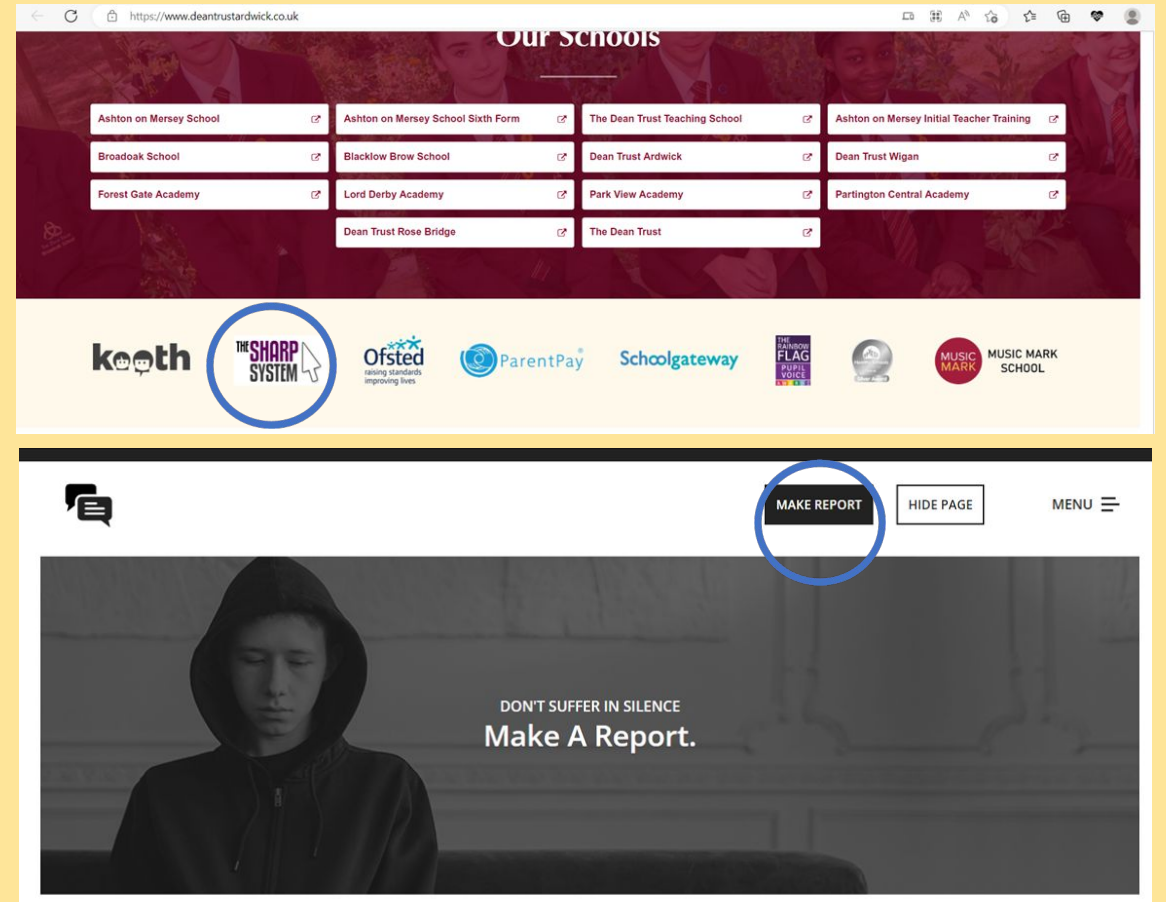 https://www.deantrustardwick.co.uk
Our Schools
Ashton on Mersey School
Ashton on Mersey School Sixth Form
The Dean Trust Teaching School
Ashton on Mersey Initial Teacher Training
Broadoak School
Blacklow Brow School
Dean Trust Ardwick
Dean Trust Wigan
Forest Gate Academy
Lord Derby Academy
Park View Academy
Partington Central Academy
Dean Trust Rose Bridge
The Dean Trust
kooth
THE SHARP
SYSTEM
Ofsted
raising standards
improving lives
ParentPay
Schoolgateway
THE
RAINBOW
FLAG
PUPIL
VOICE
AWARD
MUSIC
MARK
MUSIC MARK
SCHOOL
MAKE REPORT
HIDE PAGE
MENU
DON'T SUFFER IN SILENCE
Make A Report.